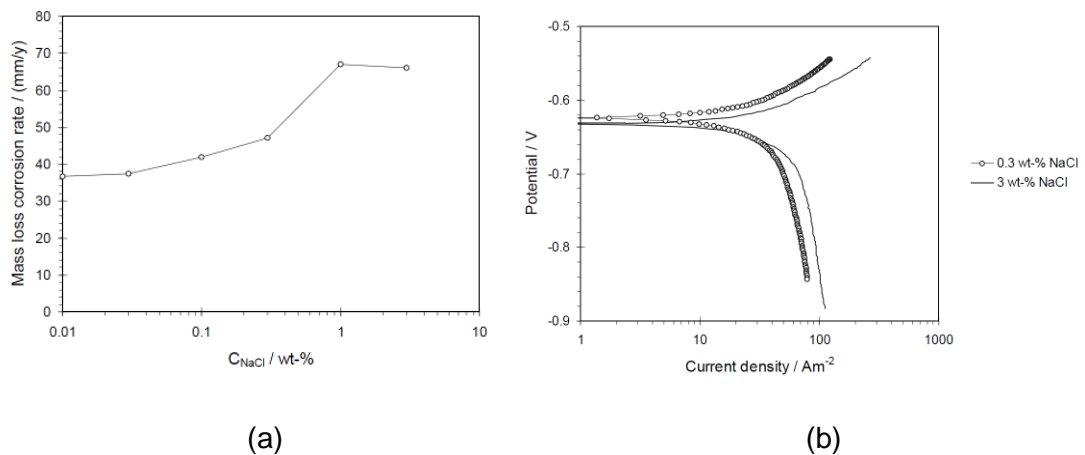 80
70
60
50
40
30
20
10
0
Mass loss corrosion rate / (mm/y)
0.01 0.1 1 10
C_NaCl / wt-%
(a)
-0.5
-0.6
-0.7
-0.8
-0.9
Potential / V
1 10 100 1000
Current density / Am⁻²
0.3 wt-% NaCl
3 wt-% NaCl
(b)